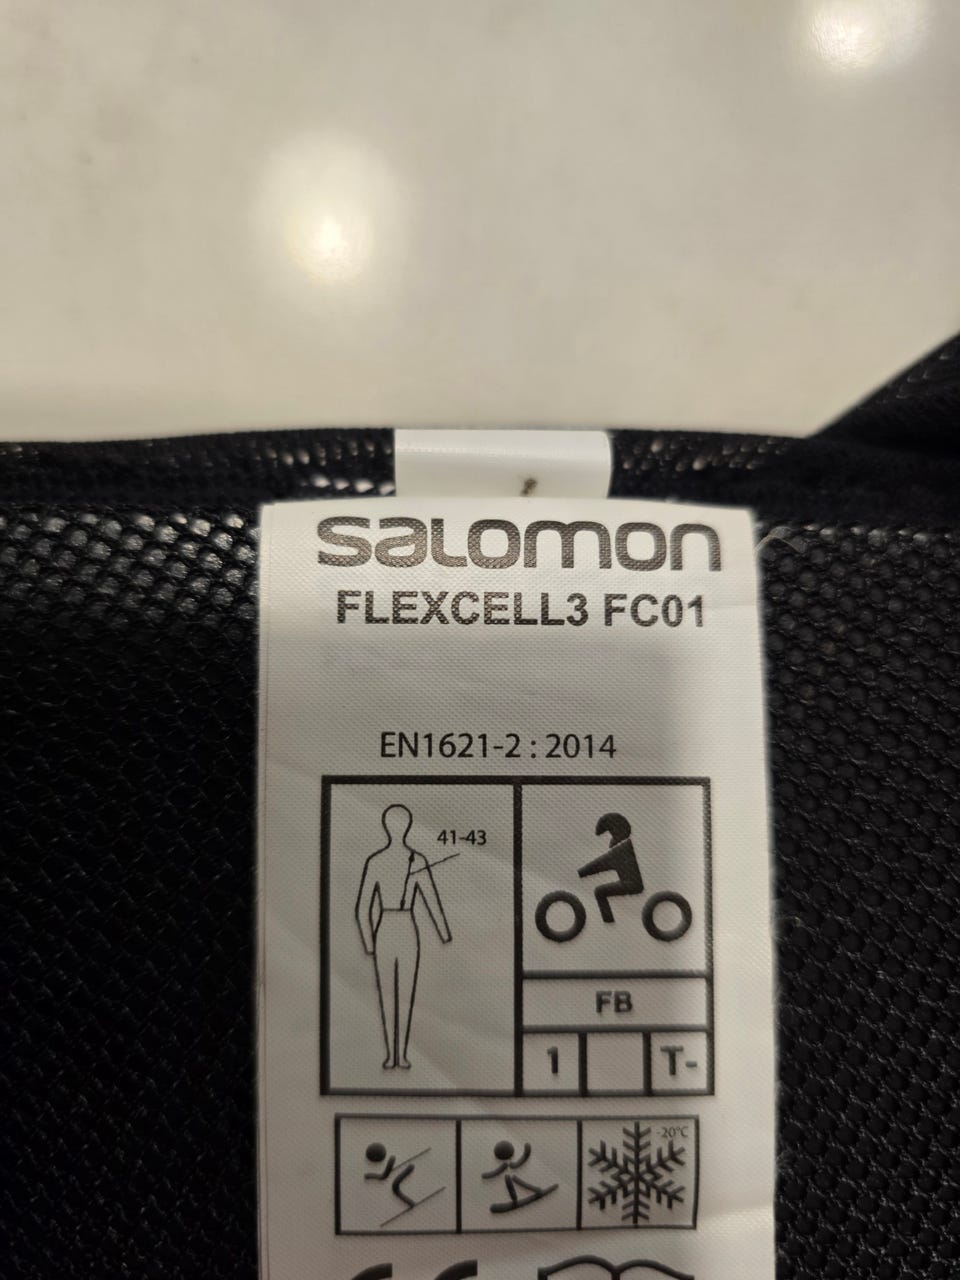 salomon
FLEXCELL3 FC01
EN1621-2 : 2014
41-43
FB
1 T-
-20°C